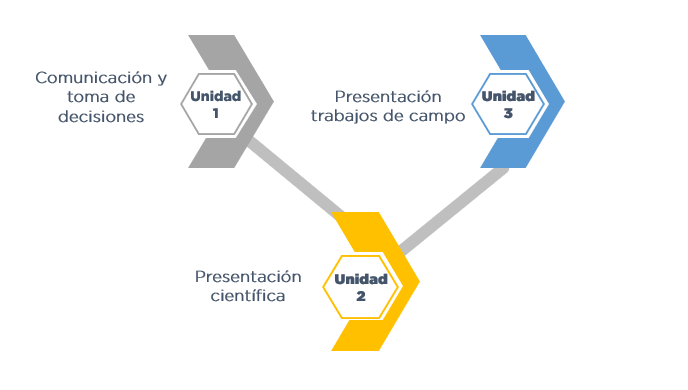 Comunicación y
toma de
decisiones
Unidad
1
Presentación
trabajos de campo
Unidad
3
Presentación
científica
Unidad
2